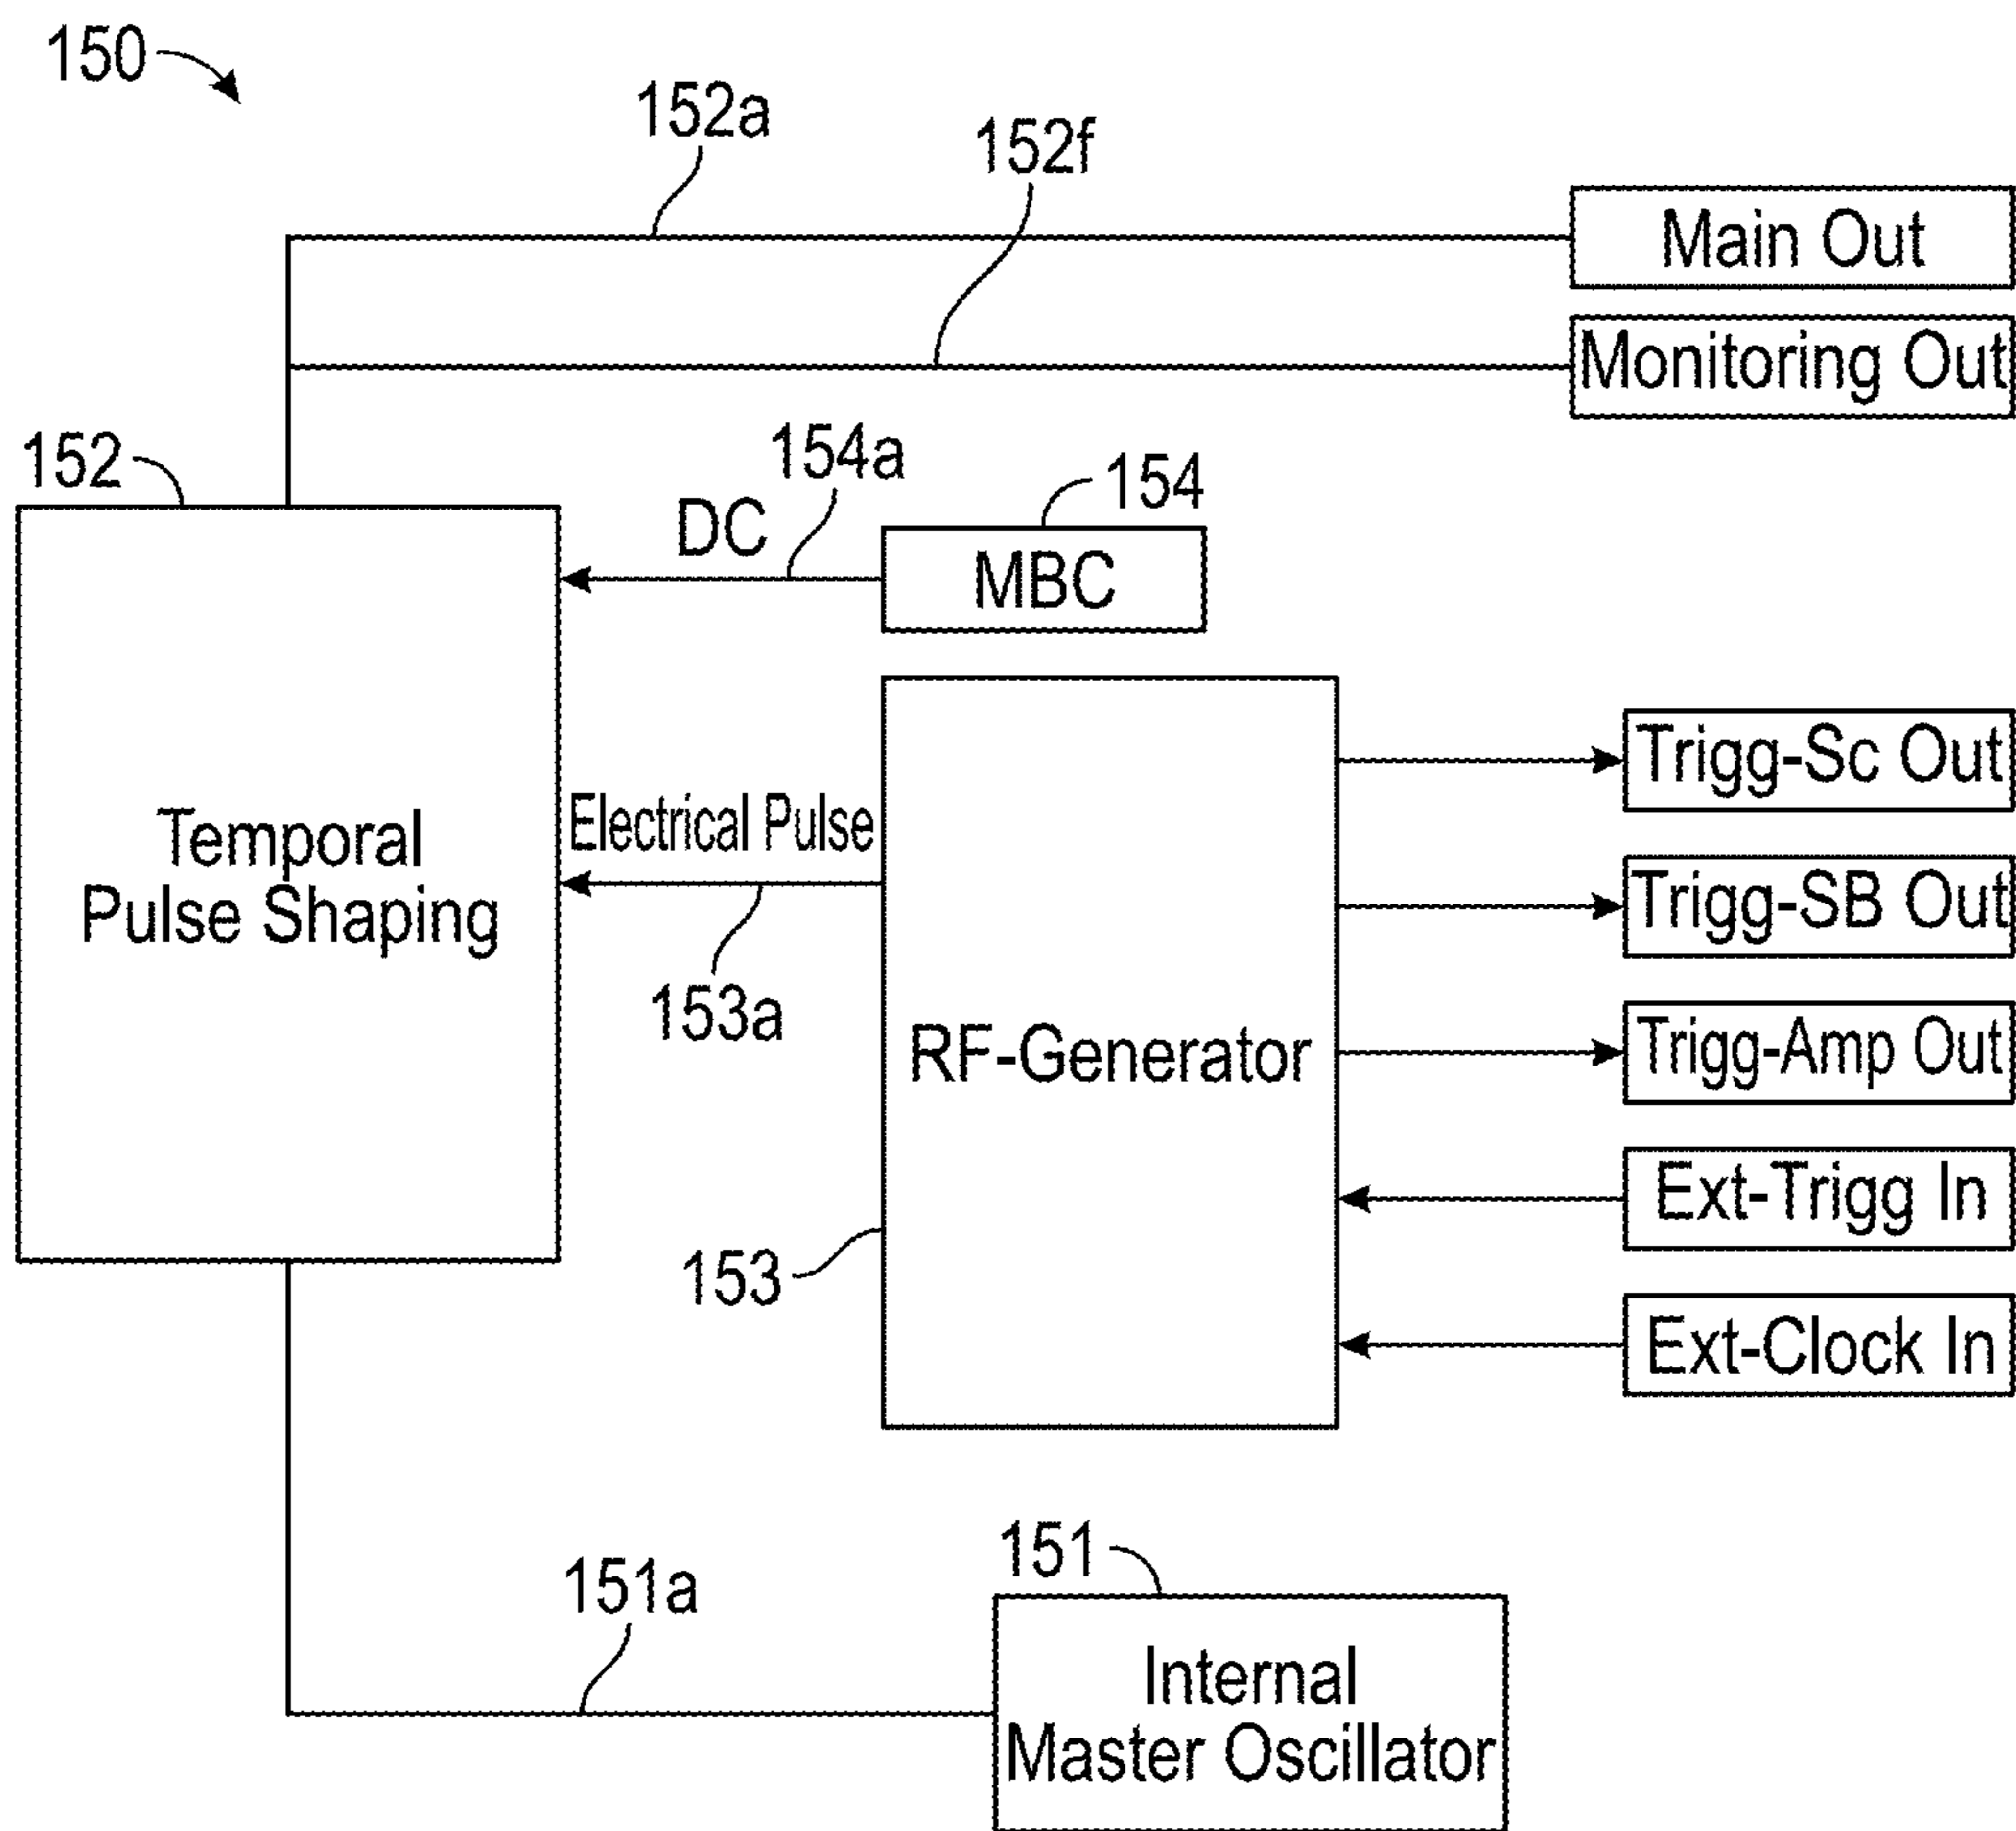 150
152a
152f
Main Out
Monitoring Out
152
154a
154
DC
MBC
Trigg-Sc Out
Electrical Pulse
Temporal
Pulse Shaping
Trigg-SB Out
153a
RF-Generator
Trigg-Amp Out
Ext-Trigg In
153
Ext-Clock In
151
151a
Internal
Master Oscillator